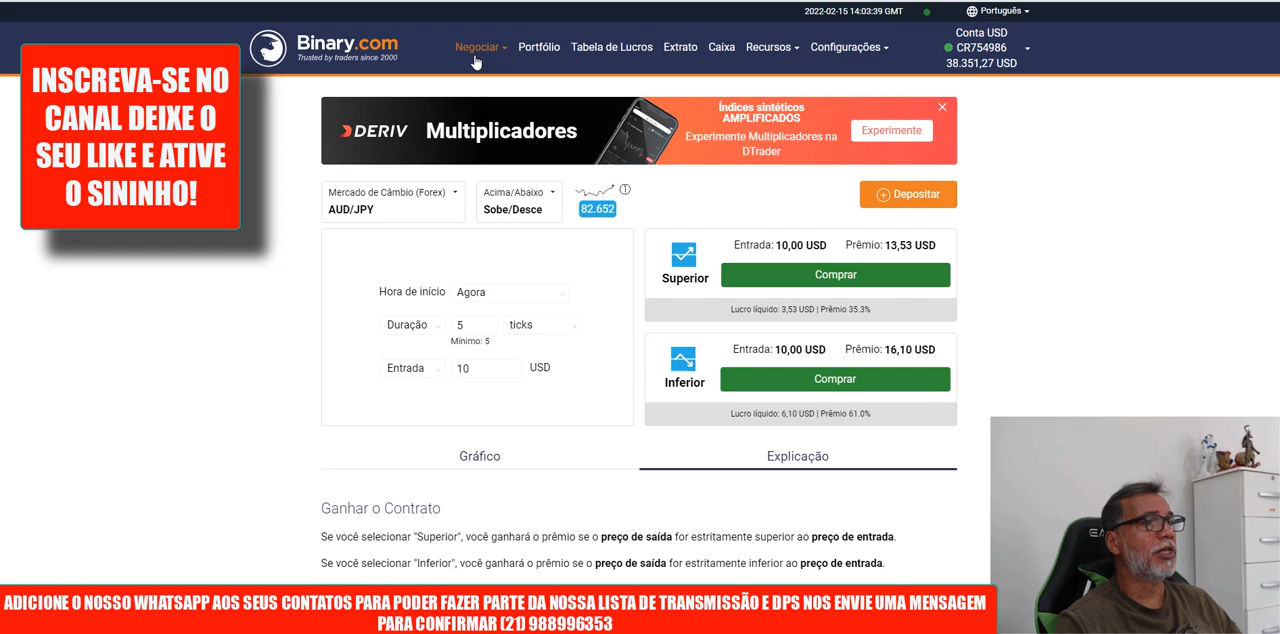 2022-02-15 14:03:39 GMT
Português
Binary.com
Trusted by traders since 2000
Negociar
Portfólio
Tabela de Lucros
Extrato
Caixa
Recursos
Configurações
Conta USD
CR754986
38.351,27 USD
INSCREVA-SE NO
CANAL DEIXE O
SEU LIKE E ATIVE
O SININHO!
DERIV Multiplicadores
Índices sintéticos
AMPLIFICADOS
Experimente Multiplicadores na
DTrader
Experimente
Mercado de Câmbio (Forex)
AUD/JPY
Acima/Abaixo
Sobe/Desce
82.652
Depositar
Hora de início Agora
Duração 5 ticks
Mínimo: 5
Entrada 10 USD
Entrada: 10,00 USD Prêmio: 13,53 USD
Superior
Comprar
Lucro líquido: 3,53 USD | Prêmio 35.3%
Entrada: 10,00 USD Prêmio: 16,10 USD
Inferior
Comprar
Lucro líquido: 6,10 USD | Prêmio 61.0%
Gráfico
Explicação
Ganhar o Contrato
Se você selecionar "Superior", você ganhará o prêmio se o preço de saída for estritamente superior ao preço de entrada.
Se você selecionar "Inferior", você ganhará o prêmio se o preço de saída for estritamente inferior ao preço de entrada.
ADICIONE O NOSSO WHATSAPP AOS SEUS CONTATOS PARA PODER FAZER PARTE DA NOSSA LISTA DE TRANSMISSÃO E DPS NOS ENVIE UMA MENSAGEM
PARA CONFIRMAR (21) 988996353